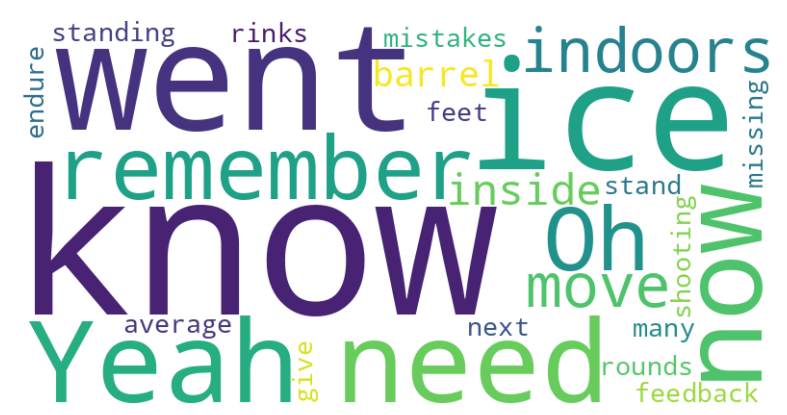 standing
rinks
mistakes
indoors
endure
went
barrel
feet
ice
missing
remember
inside
stand
know
Oh
now
move
shooting
Yeah
average
need
next
many
give
rounds
feedback